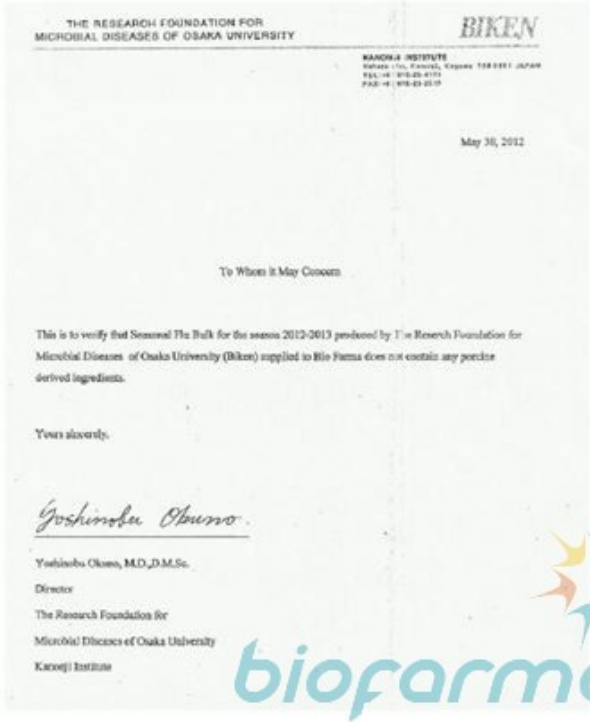 THE RESEARCH FOUNDATION FOR
MICROBIAL DISEASES OF OSAKA UNIVERSITY
BIKEN
KANONJI INSTITUTE
JAPAN
May 30, 2012
To Whom it May Concern
This is to verify that Seasonal Flu Bulk for the season 2012-2013 produced by The Reserch Foundation for
Microbial Diseases of Osaka University (Biken) supplied to Bio Farma does not contain any porcine
derived ingredients.
Yours sincerely,
Yoshinobu Okuno.
Yoshinobu Okuno, M.D.,D.M.Sc.
Director
The Research Foundation for
Microbial Diseases of Osaka University
Kanonji Institute
biofarma